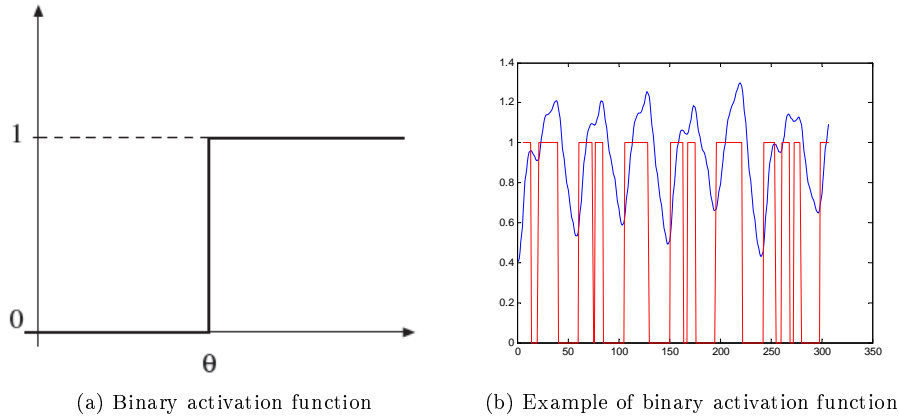 1
0
θ
(a) Binary activation function
1.4
1.2
1
0.8
0.6
0.4
0.2
0
0 50 100 150 200 250 300 350
(b) Example of binary activation function